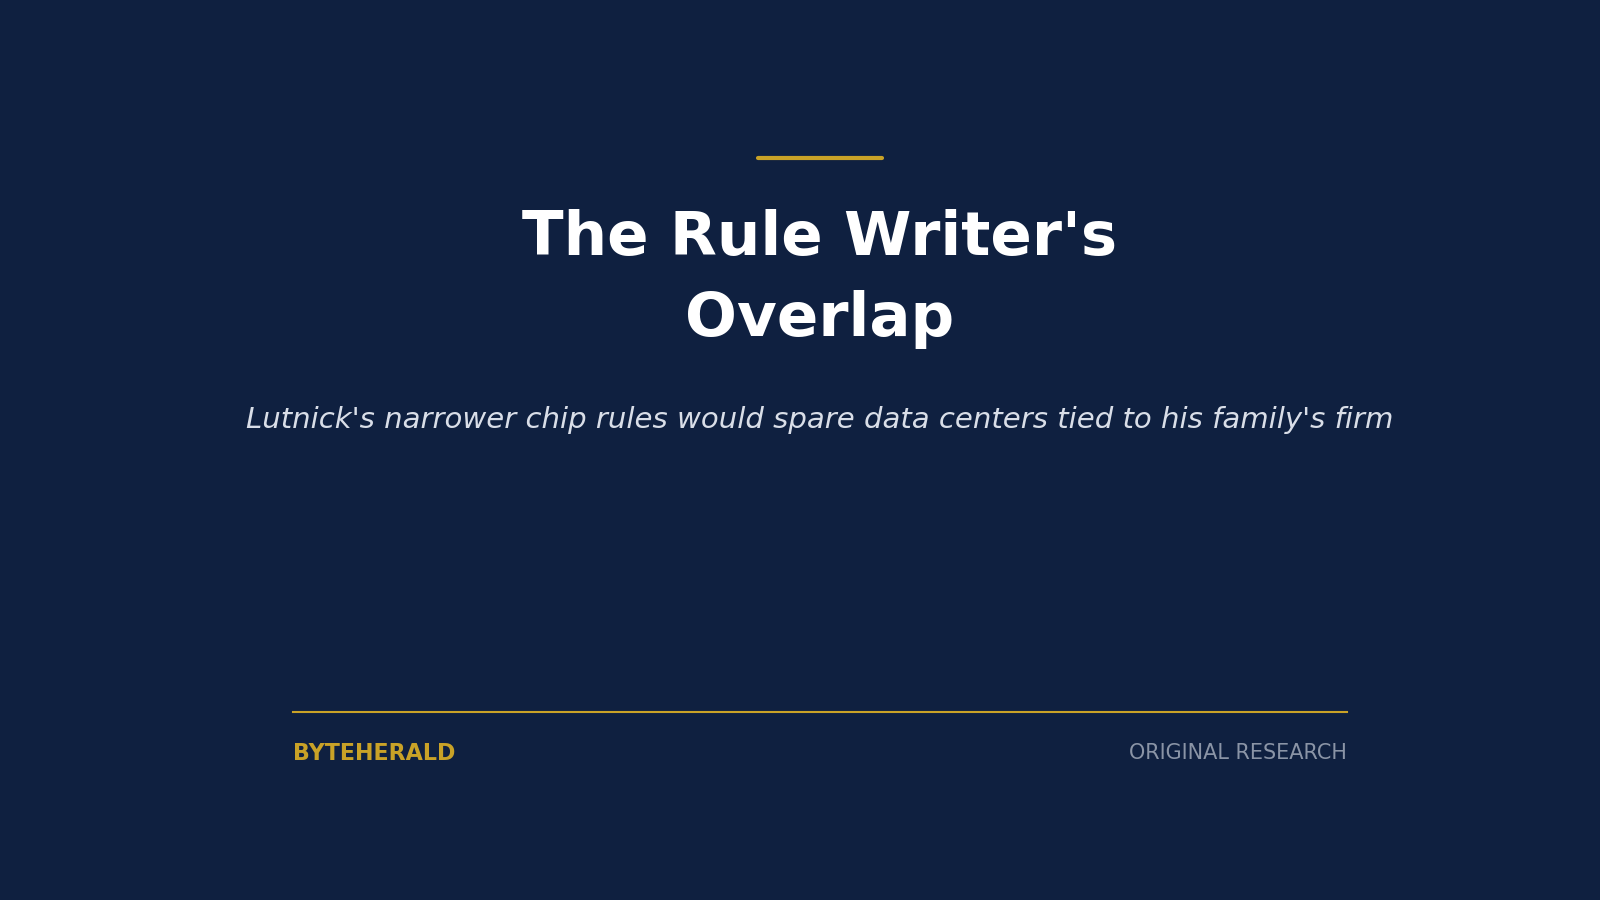 The Rule Writer's
Overlap
Lutnick's narrower chip rules would spare data centers tied to his family's firm
BYTEHERALD
ORIGINAL RESEARCH